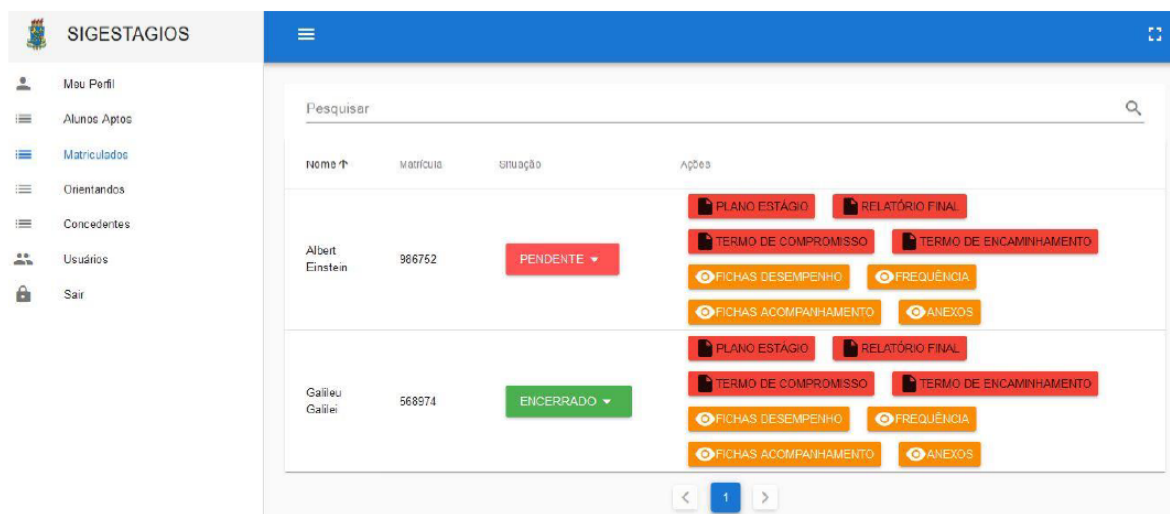 SIGESTAGIOS
Meu Perfil
Alunos Aptos
Matriculados
Orientandos
Concedentes
Usuários
Sair
Pesquisar
Nome Matrícula Situação Ações
Albert
Einstein
986752
PENDENTE
PLANO ESTÁGIO RELATÓRIO FINAL
TERMO DE COMPROMISSO TERMO DE ENCAMINHAMENTO
FICHAS DESEMPENHO FREQUÊNCIA
FICHAS ACOMPANHAMENTO ANEXOS
Galileu
Galilei
568974
ENCERRADO
PLANO ESTÁGIO RELATÓRIO FINAL
TERMO DE COMPROMISSO TERMO DE ENCAMINHAMENTO
FICHAS DESEMPENHO FREQUÊNCIA
FICHAS ACOMPANHAMENTO ANEXOS
1